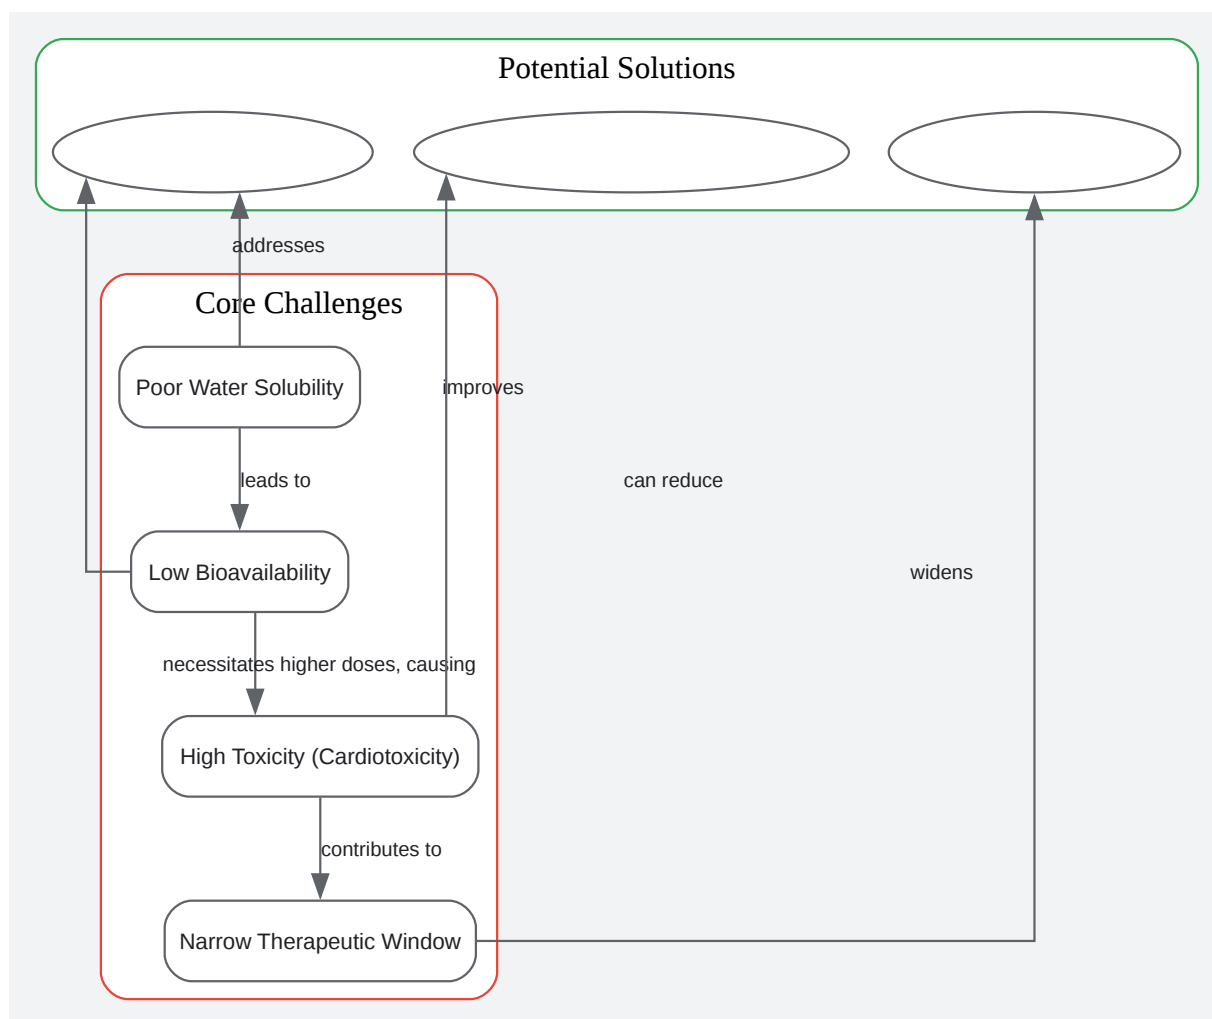 Potential Solutions
addresses
Core Challenges
Poor Water Solubility
improves
leads to
can reduce
Low Bioavailability
widens
necessitates higher doses, causing
High Toxicity (Cardiotoxicity)
contributes to
Narrow Therapeutic Window